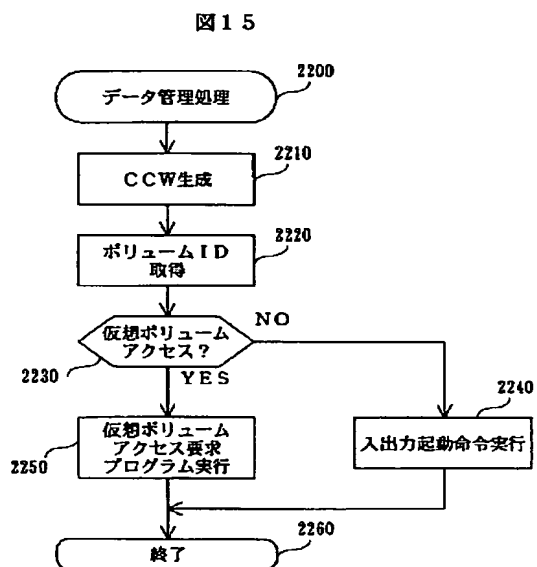 図15
データ管理処理
2200
CCW生成
2210
ボリュームID
取得
2220
仮想ボリューム
アクセス?
2230
NO
YES
仮想ボリューム
アクセス要求
プログラム実行
2250
入出力起動命令実行
2240
終了
2260